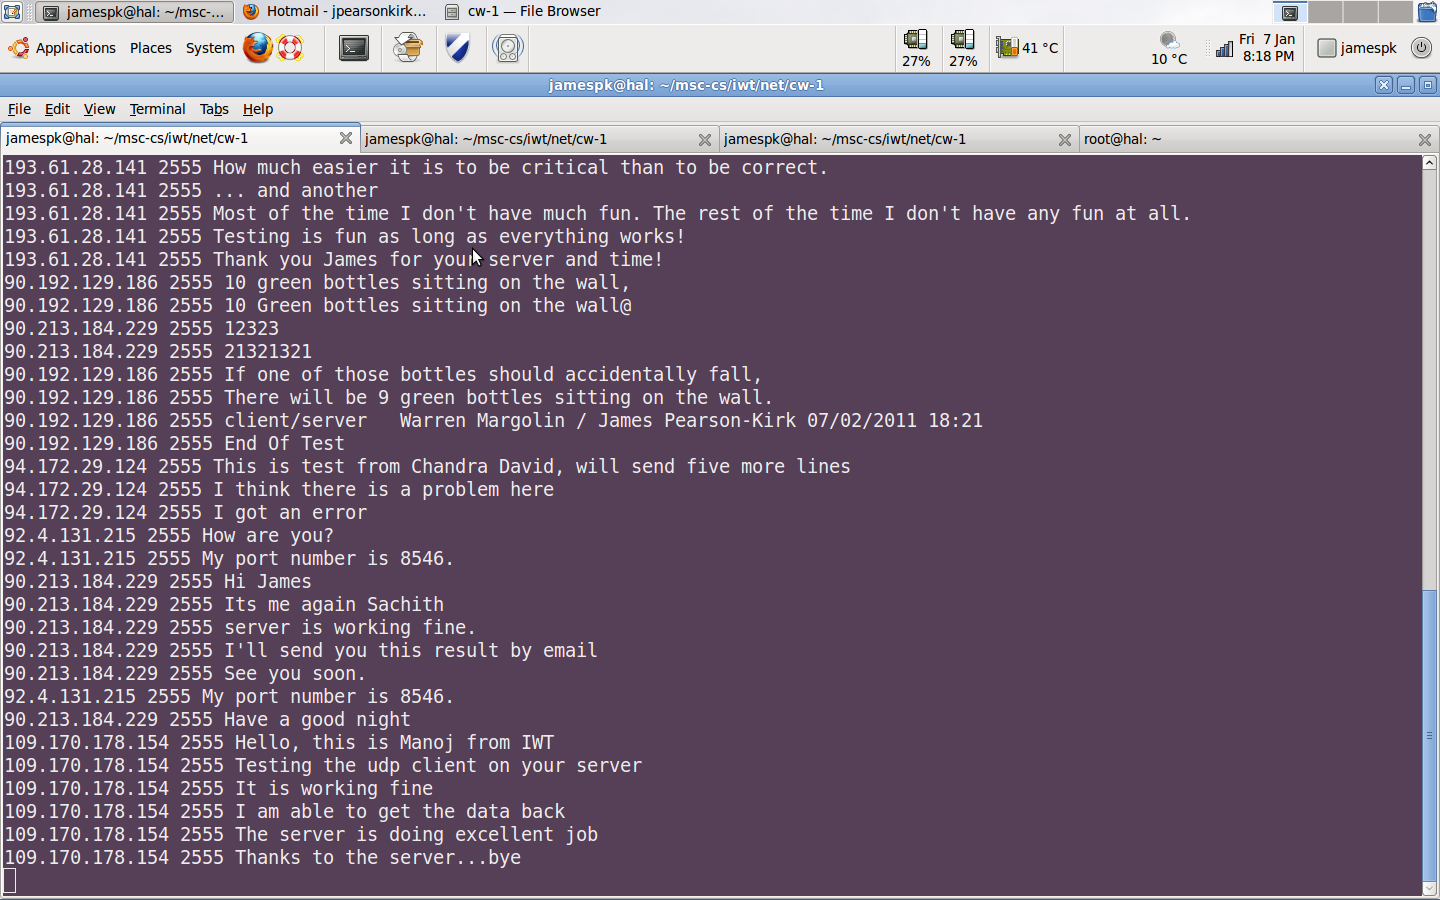 jamespk@hal: ~/msc-...
Hotmail - jpearsonkirk...
cw-1 — File Browser
Applications Places System
27%
27%
41 °C
10 °C
Fri 7 Jan
8:18 PM
jamespk
jamespk@hal: ~/msc-cs/iwt/net/cw-1
File Edit View Terminal Tabs Help
jamespk@hal: ~/msc-cs/iwt/net/cw-1
jamespk@hal: ~/msc-cs/iwt/net/cw-1
jamespk@hal: ~/msc-cs/iwt/net/cw-1
root@hal: ~
193.61.28.141 2555 How much easier it is to be critical than to be correct.
193.61.28.141 2555 ... and another
193.61.28.141 2555 Most of the time I don't have much fun. The rest of the time I don't have any fun at all.
193.61.28.141 2555 Testing is fun as long as everything works!
193.61.28.141 2555 Thank you James for your server and time!
90.192.129.186 2555 10 green bottles sitting on the wall,
90.192.129.186 2555 10 Green bottles sitting on the wall@
90.213.184.229 2555 12323
90.213.184.229 2555 21321321
90.192.129.186 2555 If one of those bottles should accidentally fall,
90.192.129.186 2555 There will be 9 green bottles sitting on the wall.
90.192.129.186 2555 client/server   Warren Margolin / James Pearson-Kirk 07/02/2011 18:21
90.192.129.186 2555 End Of Test
94.172.29.124 2555 This is test from Chandra David, will send five more lines
94.172.29.124 2555 I think there is a problem here
94.172.29.124 2555 I got an error
92.4.131.215 2555 How are you?
92.4.131.215 2555 My port number is 8546.
90.213.184.229 2555 Hi James
90.213.184.229 2555 Its me again Sachith
90.213.184.229 2555 server is working fine.
90.213.184.229 2555 I'll send you this result by email
90.213.184.229 2555 See you soon.
92.4.131.215 2555 My port number is 8546.
90.213.184.229 2555 Have a good night
109.170.178.154 2555 Hello, this is Manoj from IWT
109.170.178.154 2555 Testing the udp client on your server
109.170.178.154 2555 It is working fine
109.170.178.154 2555 I am able to get the data back
109.170.178.154 2555 The server is doing excellent job
109.170.178.154 2555 Thanks to the server...bye